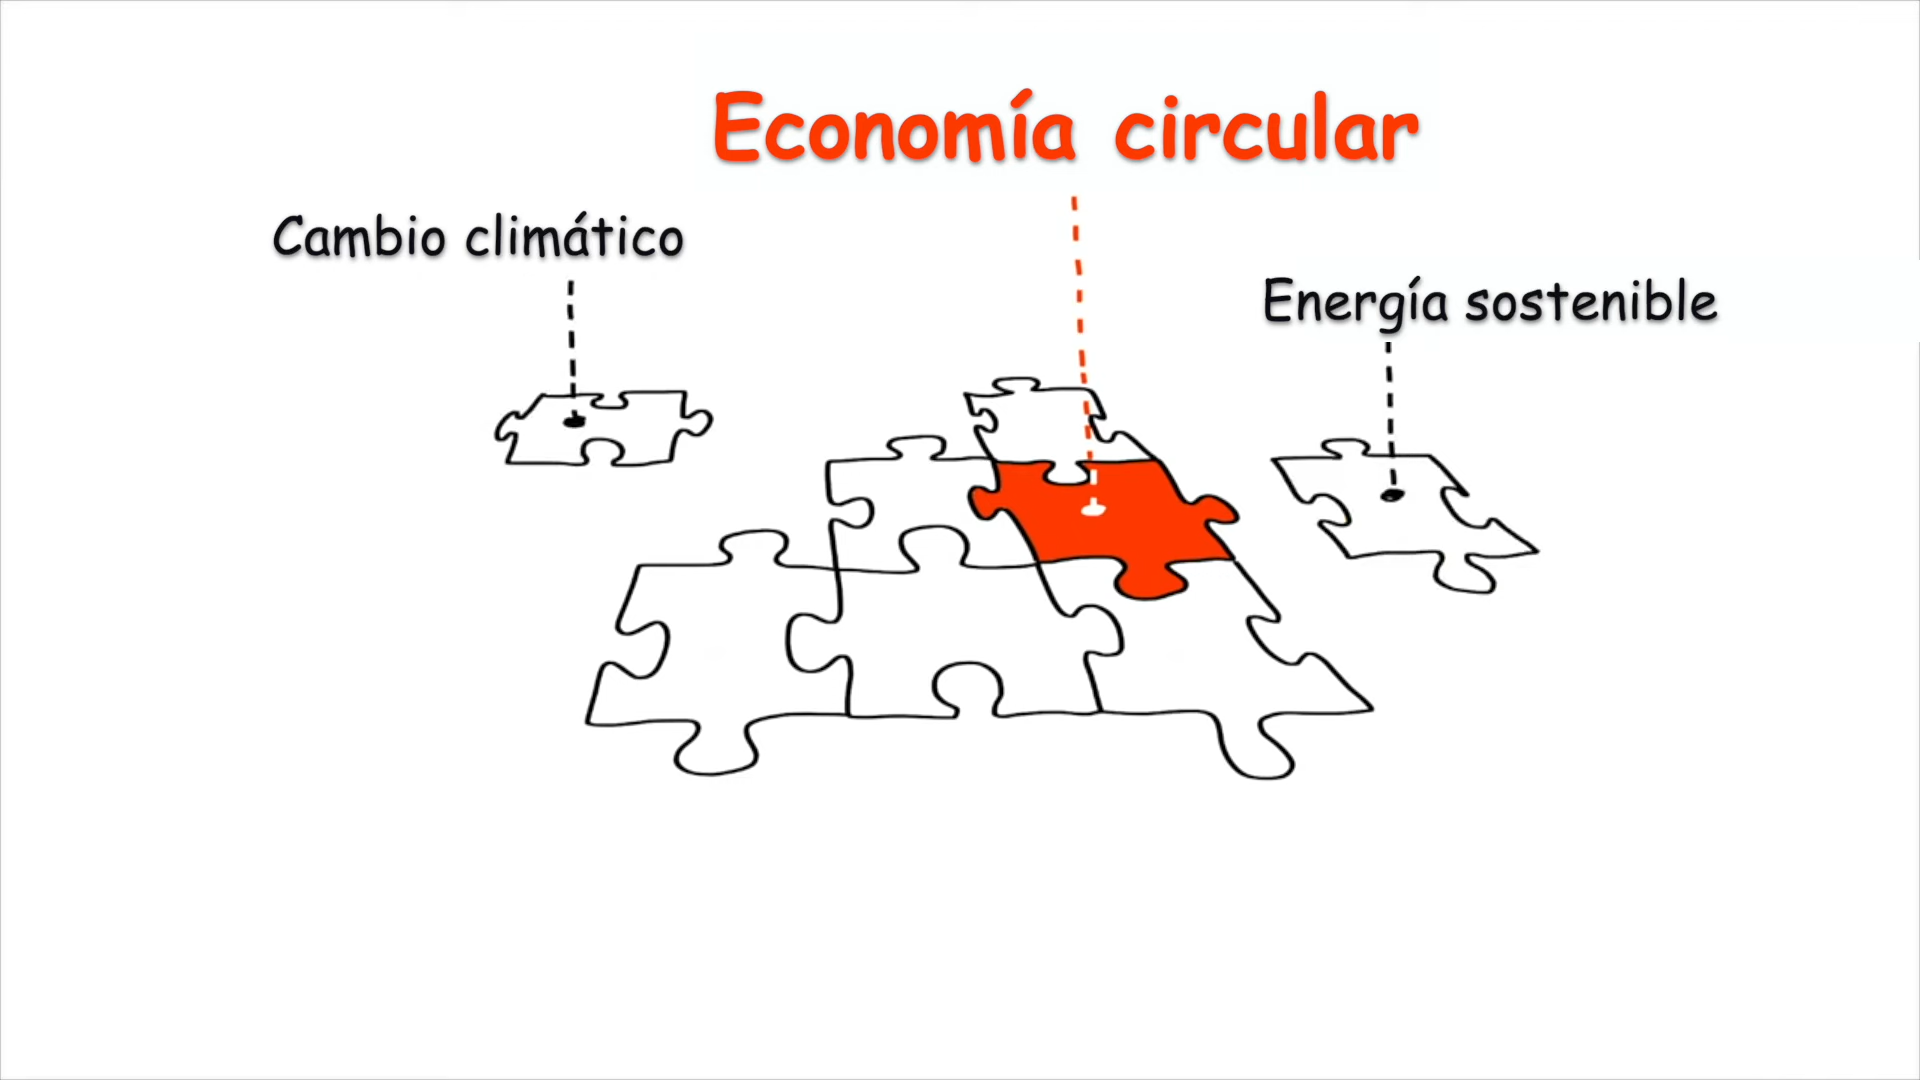 Economía circular
Cambio climático
Energía sostenible